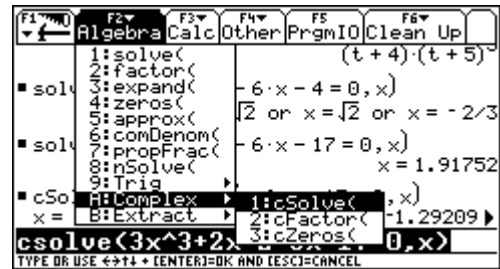 F1 F2 F3 F4 F5 F6
Algebra Calc Other PrgmIO Clean Up
1:solve(
2:factor(
3:expand(
4:zeros(
5:approx(
6:comDenom(
7:propFrac(
8:nSolve(
9:Trig
A:Complex
B:Extract
1:cSolve(
2:cFactor(
3:cZeros(
(t + 4)·(t + 5)
■ solv - 6·x - 4 = 0, x)
√2 or x = √2 or x = -2/3
■ solv - 6·x - 17 = 0, x)
x = 1.91752
■ cSo , x)
x = -1.29209
csolve(3x^3+2x 0,x)
TYPE OR USE ←→↑↓ + [ENTER]=OK AND [ESC]=CANCEL